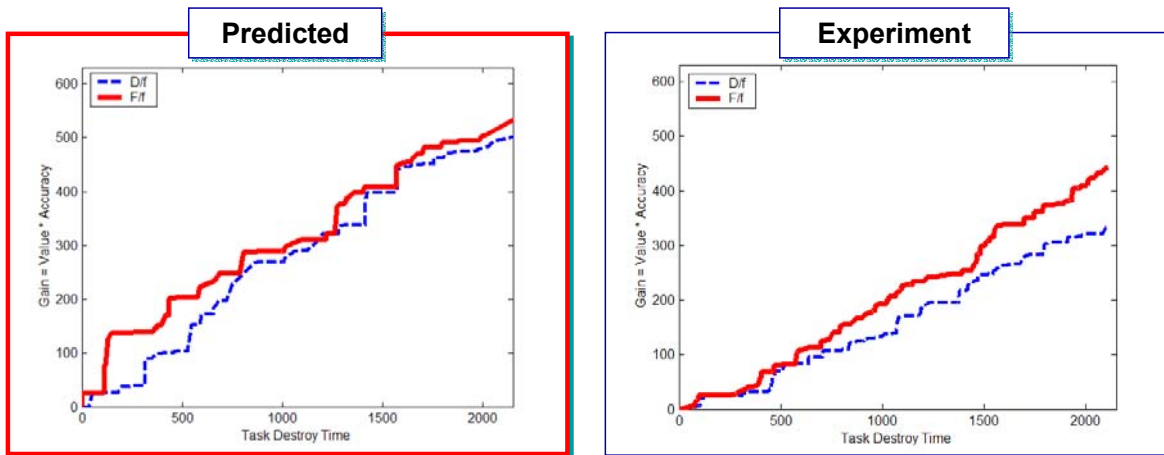 Predicted
600
500
400
300
200
100
0
D/f
F/f
Gain = Value * Accuracy
0
500
1000
1500
2000
Task Destroy Time
Experiment
600
500
400
300
200
100
0
D/f
F/f
Gain = Value * Accuracy
0
500
1000
1500
2000
Task Destroy Time